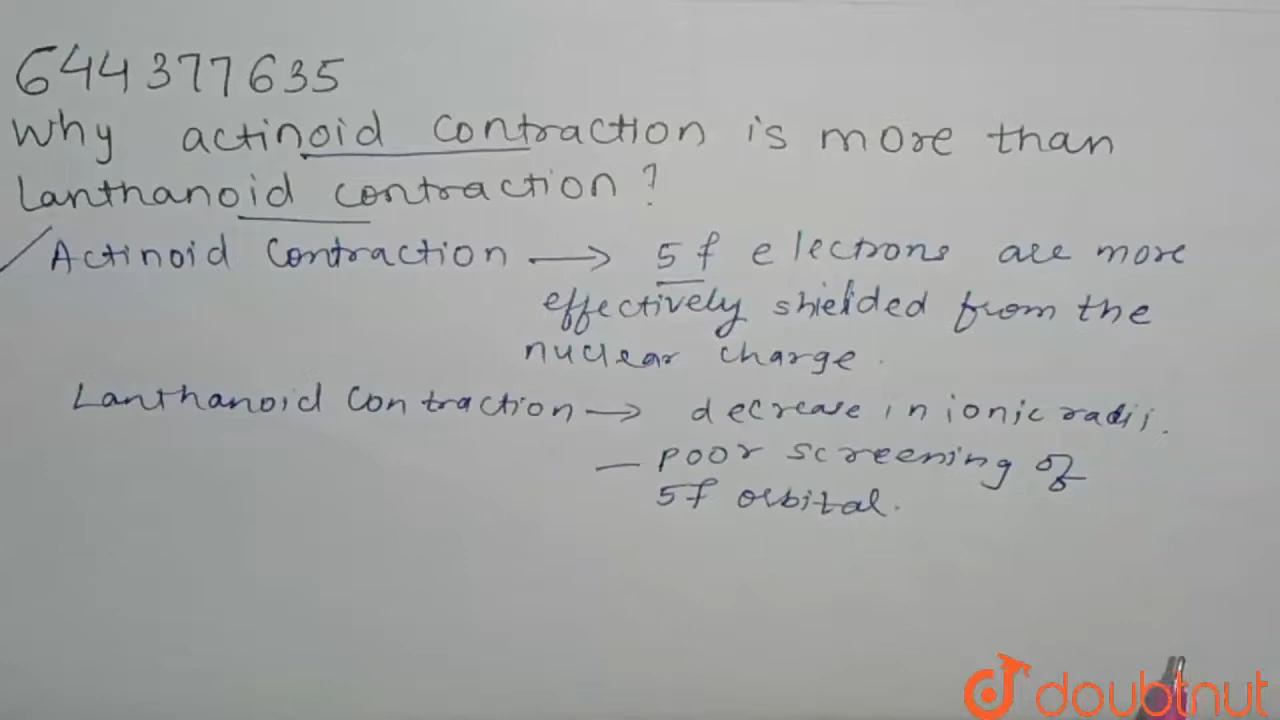 644377635
Why actinoid contraction is more than
Lanthanoid contraction?
Actinoid Contraction → 5f electrons are more
effectively shielded from the
nuclear charge.
Lanthanoid Contraction → decrease in ionic radii.
— poor screening of
5f orbital.
doubtnut